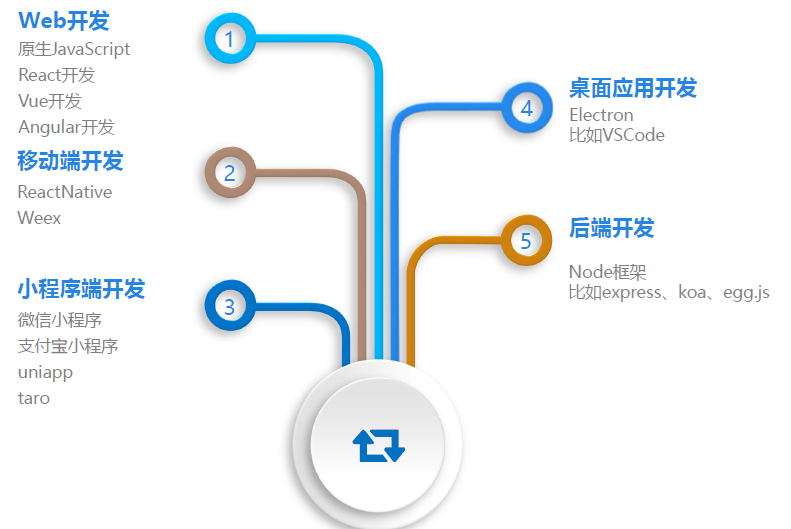 Web开发
原生JavaScript
React开发
Vue开发
Angular开发
1
移动端开发
ReactNative
Weex
2
小程序端开发
微信小程序
支付宝小程序
uniapp
taro
3
桌面应用开发
Electron
比如VSCode
4
后端开发
Node框架
比如express、koa、egg.js
5